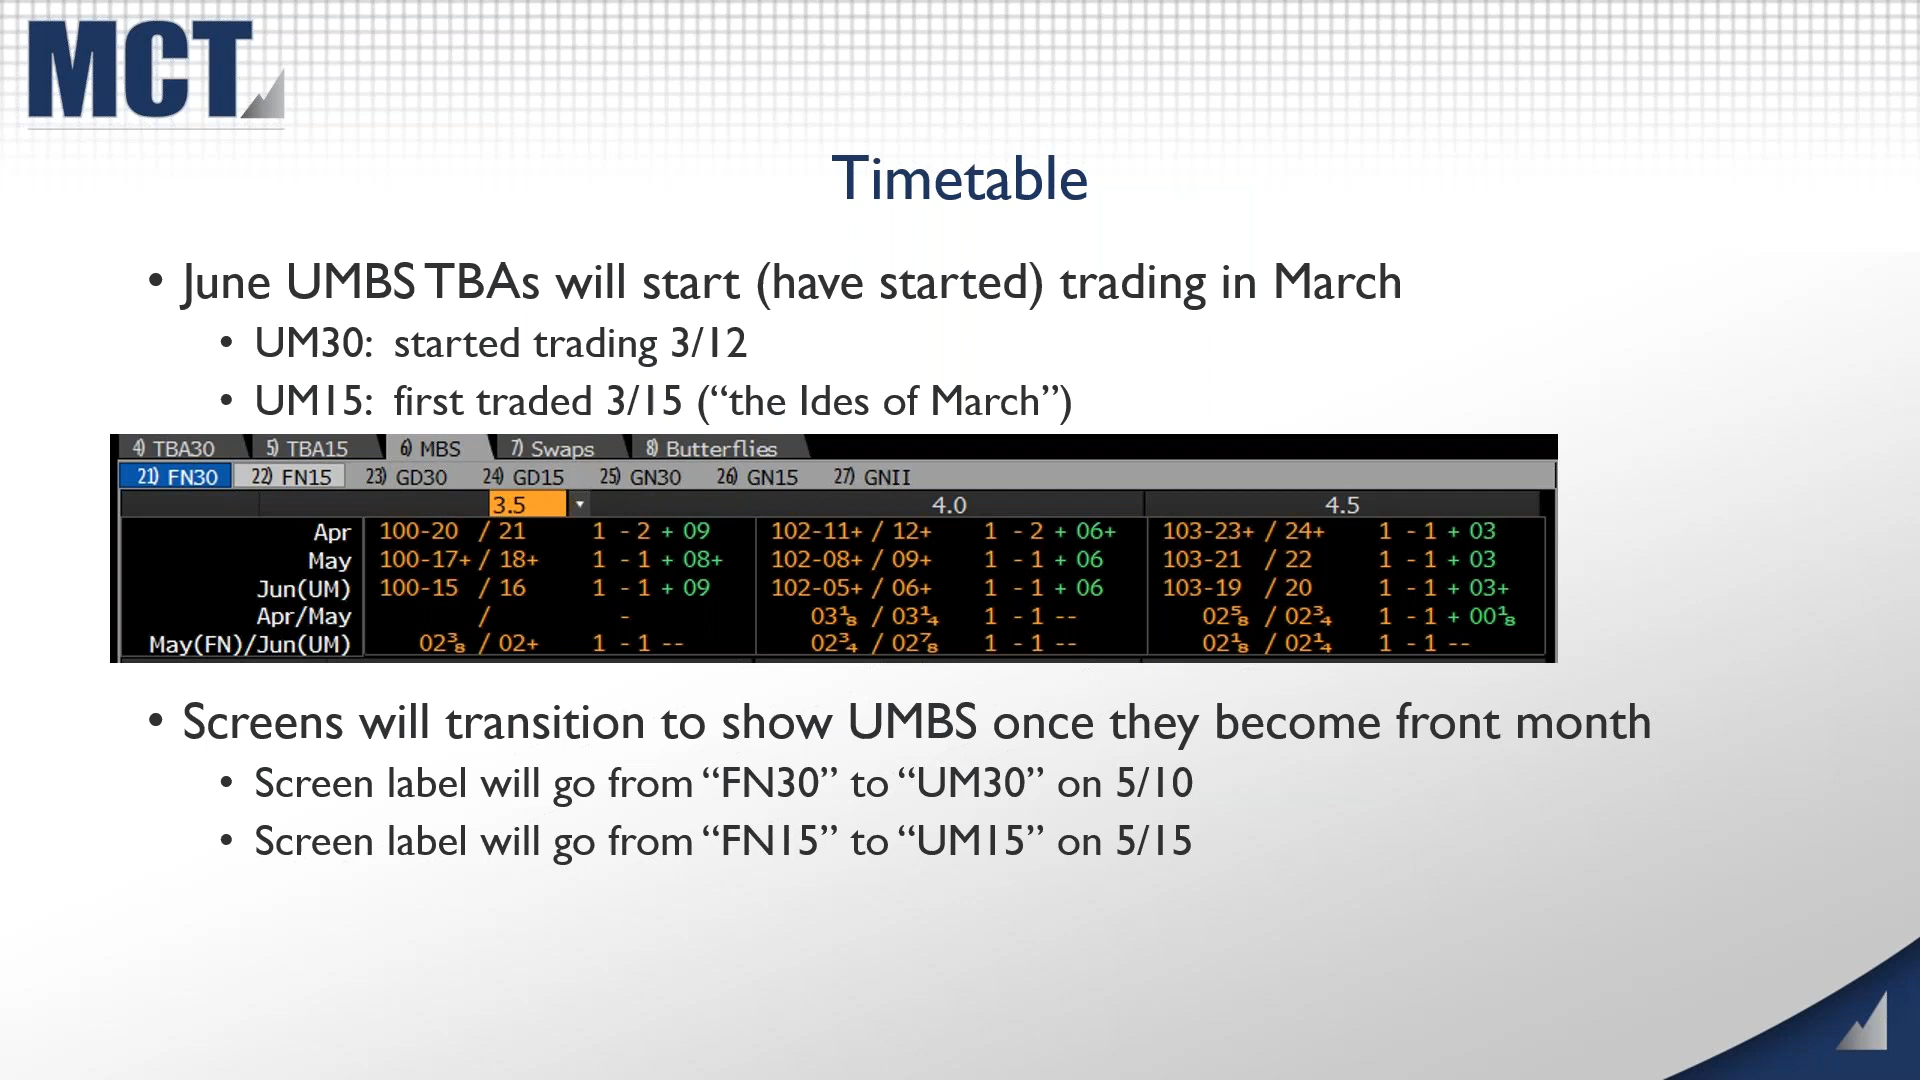 MCT
Timetable
• June UMBS TBAs will start (have started) trading in March
• UM30: started trading 3/12
• UM15: first traded 3/15 (“the Ides of March”)
4) TBA30 5) TBA15 6) MBS 7) Swaps 8) Butterflies
21) FN30 22) FN15 23) GD30 24) GD15 25) GN30 26) GN15 27) GNII
3.5 4.0 4.5
Apr 100-20 / 21 1 - 2 + 09 102-11+ / 12+ 1 - 2 + 06+ 103-23+ / 24+ 1 - 1 + 03
May 100-17+ / 18+ 1 - 1 + 08+ 102-08+ / 09+ 1 - 1 + 06 103-21 / 22 1 - 1 + 03
Jun(UM) 100-15 / 16 1 - 1 + 09 102-05+ / 06+ 1 - 1 + 06 103-19 / 20 1 - 1 + 03+
Apr/May / - 03⅛ / 03¼ 1 - 1 -- 02⅝ / 02¾ 1 - 1 + 00⅛
May(FN)/Jun(UM) 02⅜ / 02+ 1 - 1 -- 02¾ / 02⅞ 1 - 1 -- 02⅛ / 02¼ 1 - 1 --
• Screens will transition to show UMBS once they become front month
• Screen label will go from “FN30” to “UM30” on 5/10
• Screen label will go from “FN15” to “UM15” on 5/15